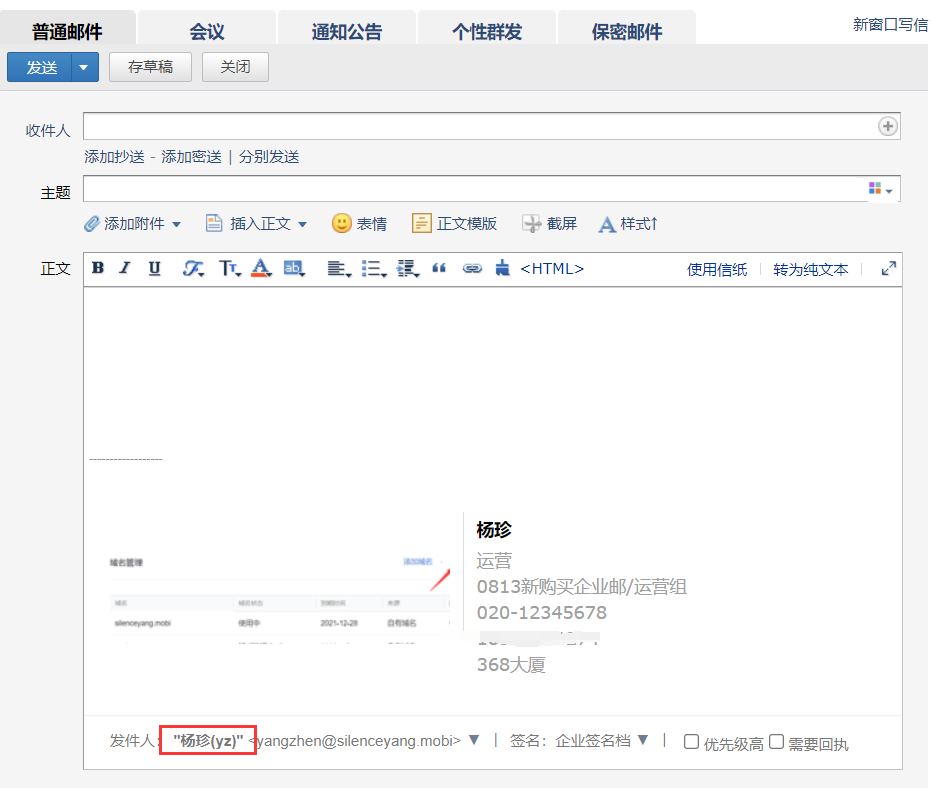 普通邮件 会议 通知公告 个性群发 保密邮件 新窗口写信
发送 存草稿 关闭
收件人
添加抄送 - 添加密送 | 分别发送
主题
添加附件 插入正文 表情 正文模版 截屏 样式↑
正文 B I U <HTML> 使用信纸 转为纯文本
------------------
杨珍
域名管理 添加域名
运营
0813新购买企业邮/运营组
域名 域名状态 到期时间 来源
020-12345678
silenceyang.mobi 使用中 2021-12-28 自有域名
368大厦
发件人: "杨珍(yz)" <yangzhen@silenceyang.mobi> | 签名：企业签名档 | 优先级高 需要回执